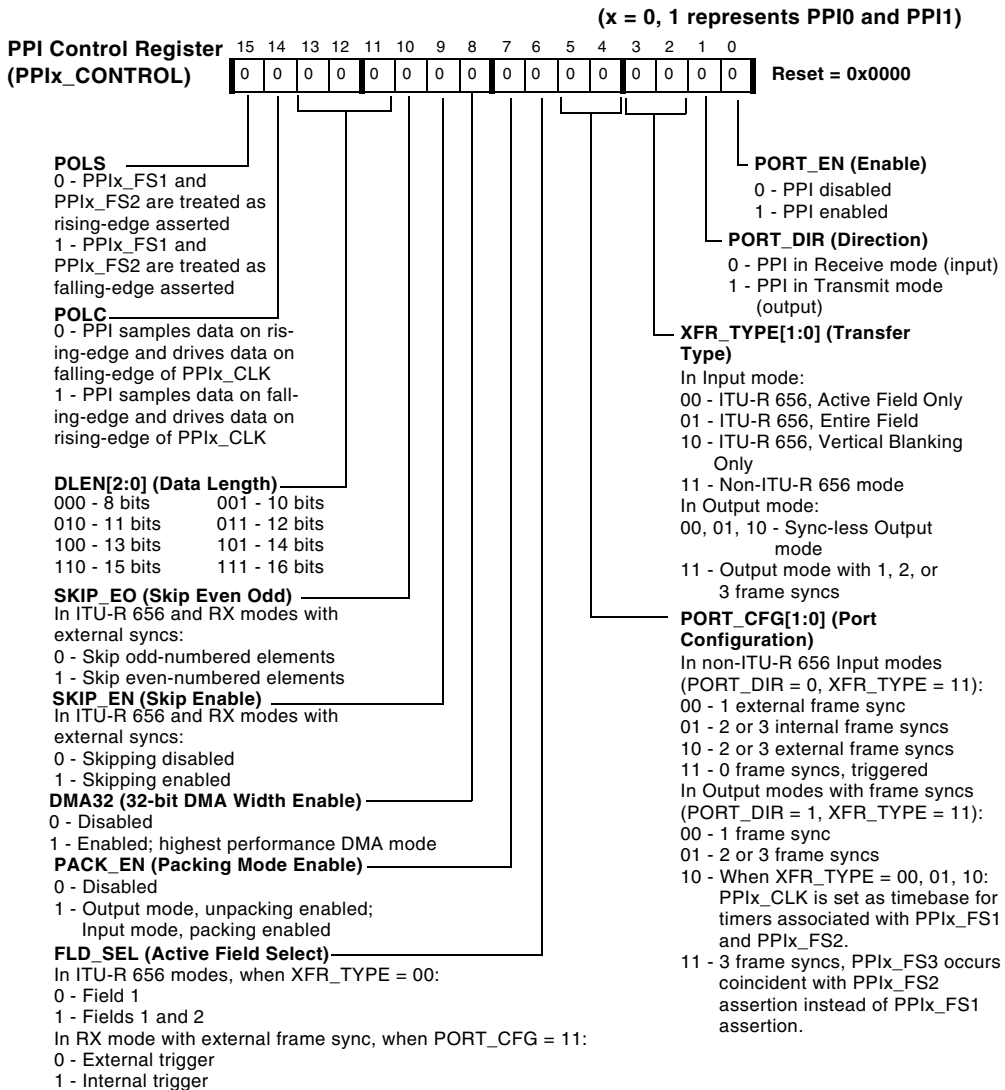 (x = 0, 1 represents PPI0 and PPI1)
PPI Control Register
(PPIx_CONTROL)
15 14 13 12 11 10 9 8 7 6 5 4 3 2 1 0
0 0 0 0 0 0 0 0 0 0 0 0 0 0 0 0
Reset = 0x0000
POLS
0 - PPIx_FS1 and
PPIx_FS2 are treated as
rising-edge asserted
1 - PPIx_FS1 and
PPIx_FS2 are treated as
falling-edge asserted
POLC
0 - PPI samples data on ris-
ing-edge and drives data on
falling-edge of PPIx_CLK
1 - PPI samples data on fall-
ing-edge and drives data on
rising-edge of PPIx_CLK
DLEN[2:0] (Data Length)
000 - 8 bits 001 - 10 bits
010 - 11 bits 011 - 12 bits
100 - 13 bits 101 - 14 bits
110 - 15 bits 111 - 16 bits
SKIP_EO (Skip Even Odd)
In ITU-R 656 and RX modes with
external syncs:
0 - Skip odd-numbered elements
1 - Skip even-numbered elements
SKIP_EN (Skip Enable)
In ITU-R 656 and RX modes with
external syncs:
0 - Skipping disabled
1 - Skipping enabled
DMA32 (32-bit DMA Width Enable)
0 - Disabled
1 - Enabled; highest performance DMA mode
PACK_EN (Packing Mode Enable)
0 - Disabled
1 - Output mode, unpacking enabled;
Input mode, packing enabled
FLD_SEL (Active Field Select)
In ITU-R 656 modes, when XFR_TYPE = 00:
0 - Field 1
1 - Fields 1 and 2
In RX mode with external frame sync, when PORT_CFG = 11:
0 - External trigger
1 - Internal trigger
PORT_EN (Enable)
0 - PPI disabled
1 - PPI enabled
PORT_DIR (Direction)
0 - PPI in Receive mode (input)
1 - PPI in Transmit mode
(output)
XFR_TYPE[1:0] (Transfer
Type)
In Input mode:
00 - ITU-R 656, Active Field Only
01 - ITU-R 656, Entire Field
10 - ITU-R 656, Vertical Blanking
Only
11 - Non-ITU-R 656 mode
In Output mode:
00, 01, 10 - Sync-less Output
mode
11 - Output mode with 1, 2, or
3 frame syncs
PORT_CFG[1:0] (Port
Configuration)
In non-ITU-R 656 Input modes
(PORT_DIR = 0, XFR_TYPE = 11):
00 - 1 external frame sync
01 - 2 or 3 internal frame syncs
10 - 2 or 3 external frame syncs
11 - 0 frame syncs, triggered
In Output modes with frame syncs
(PORT_DIR = 1, XFR_TYPE = 11):
00 - 1 frame sync
01 - 2 or 3 frame syncs
10 - When XFR_TYPE = 00, 01, 10:
PPIx_CLK is set as timebase for
timers associated with PPIx_FS1
and PPIx_FS2.
11 - 3 frame syncs, PPIx_FS3 occurs
coincident with PPIx_FS2
assertion instead of PPIx_FS1
assertion.